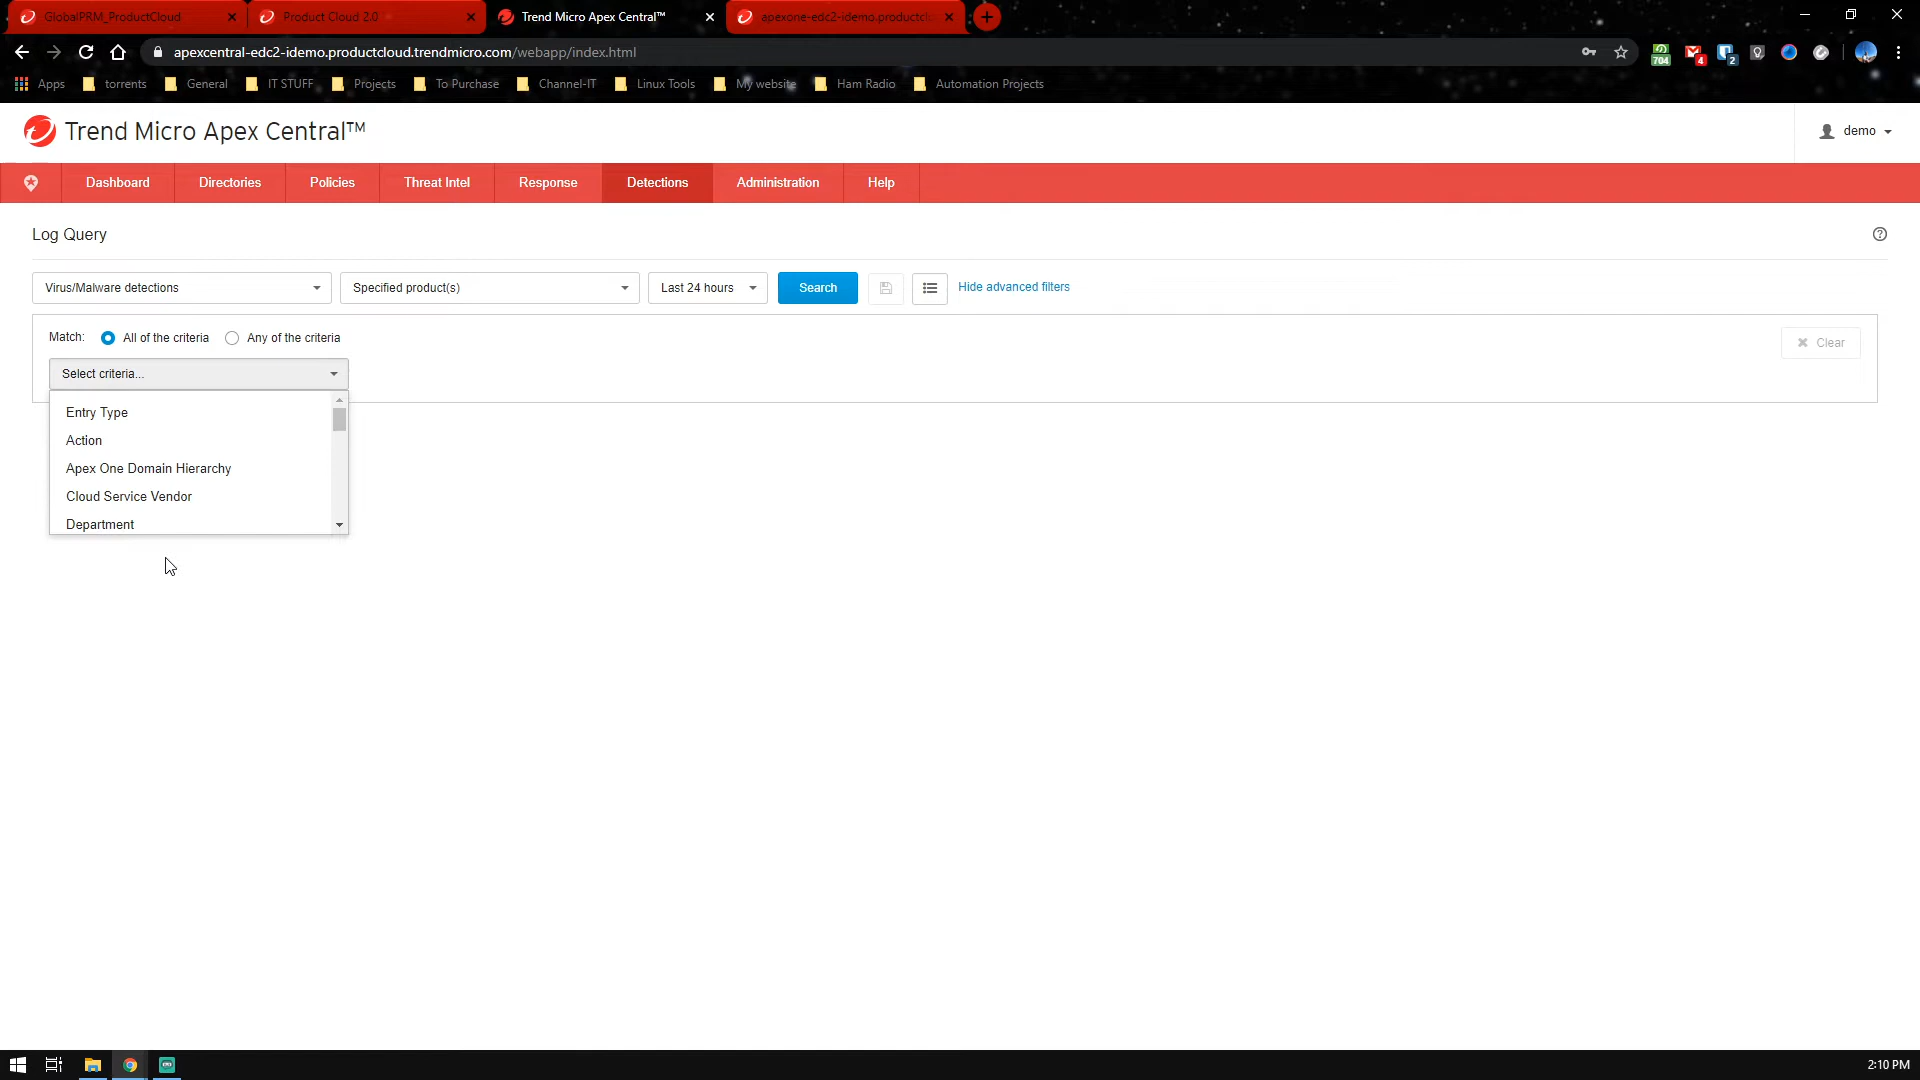 GlobalPRM_ProductCloud
Product Cloud 2.0
Trend Micro Apex Central™
apexone-edc2-idemo.productcl
apexcentral-edc2-idemo.productcloud.trendmicro.com/webapp/index.html
704
4
2
Apps
torrents
General
IT STUFF
Projects
To Purchase
Channel-IT
Linux Tools
My website
Ham Radio
Automation Projects
Trend Micro Apex Central™
demo
Dashboard
Directories
Policies
Threat Intel
Response
Detections
Administration
Help
Log Query
Virus/Malware detections
Specified product(s)
Last 24 hours
Search
Hide advanced filters
Match:
All of the criteria
Any of the criteria
Clear
Select criteria...
Entry Type
Action
Apex One Domain Hierarchy
Cloud Service Vendor
Department
2:10 PM